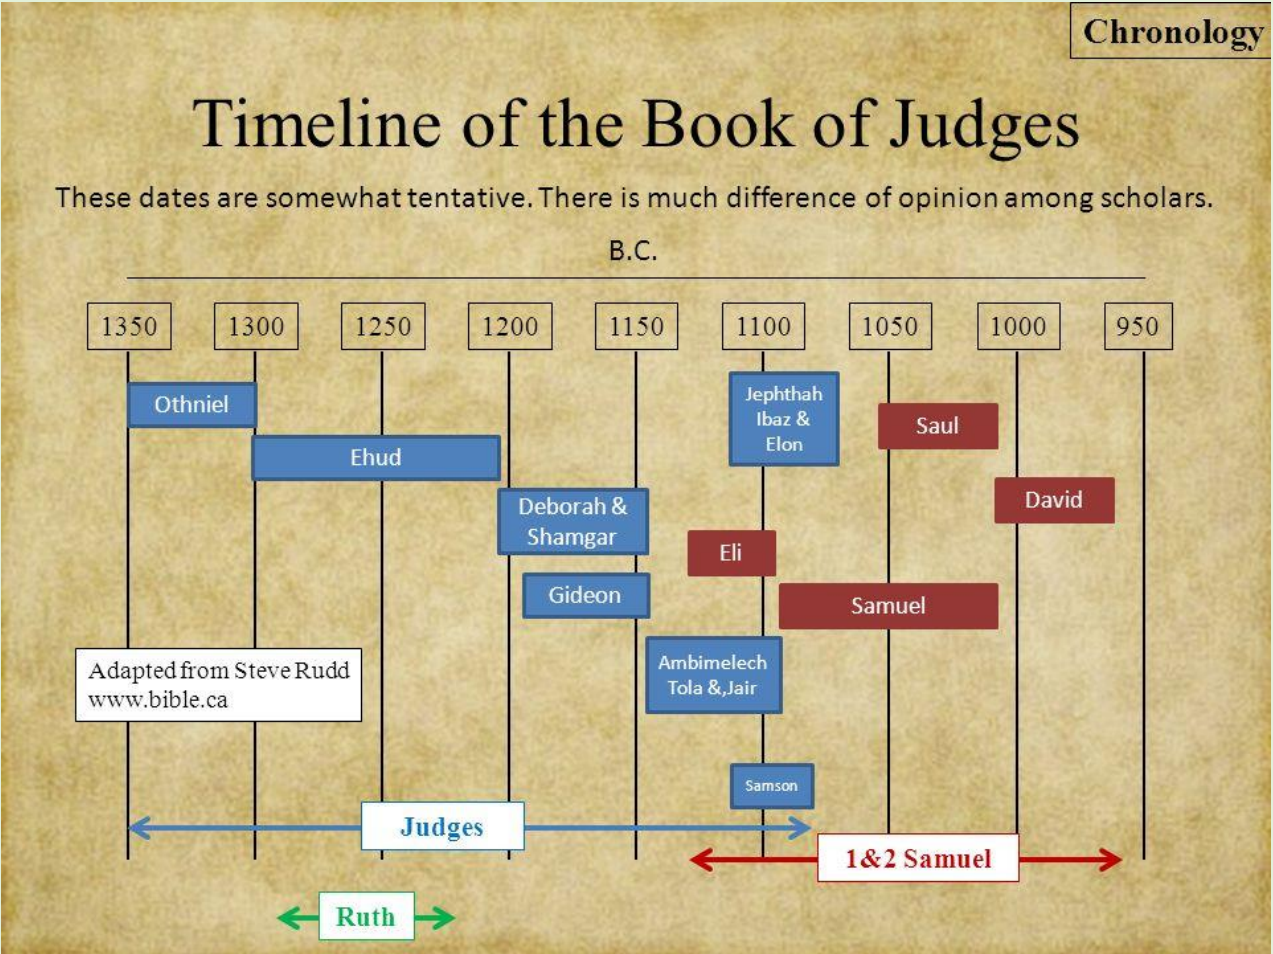 Chronology
Timeline of the Book of Judges
These dates are somewhat tentative. There is much difference of opinion among scholars.
B.C.
1350
1300
1250
1200
1150
1100
1050
1000
950
Othniel
Ehud
Deborah &
Shamgar
Gideon
Jephthah
Ibaz &
Elon
Saul
David
Eli
Samuel
Ambimelech
Tola &,Jair
Samson
Adapted from Steve Rudd
www.bible.ca
Judges
1&2 Samuel
Ruth